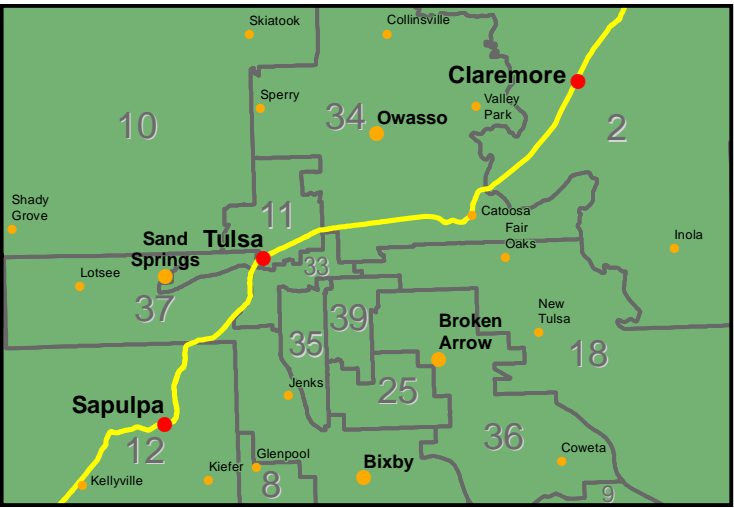 Skiatook
Collinsville
Claremore
Sperry
Valley
Park
34
Owasso
10
2
Shady
Grove
11
Catoosa
Fair
Oaks
Sand
Springs
Tulsa
Inola
33
Lotsee
37
39
New
Tulsa
Broken
Arrow
35
18
Jenks
25
Sapulpa
12
36
Coweta
Glenpool
Bixby
Kiefer
Kellyville
8
9